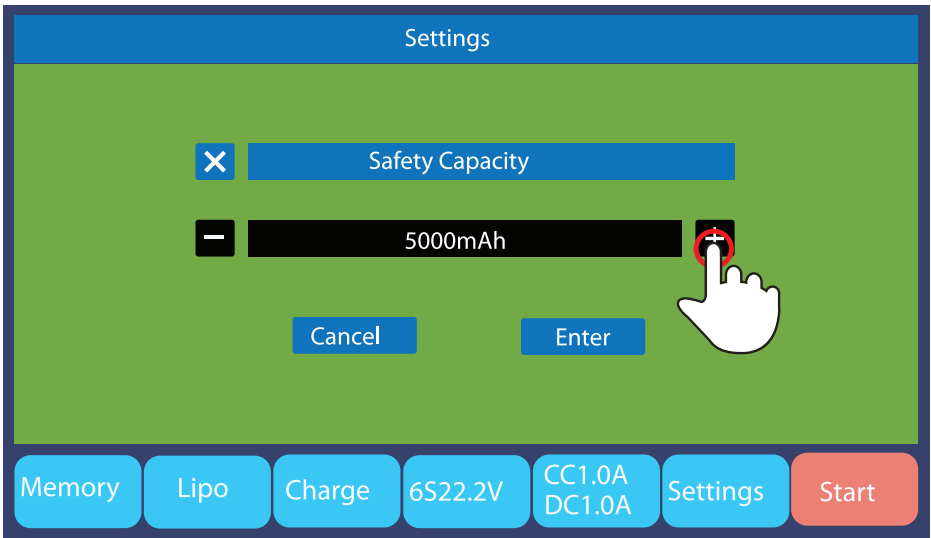 Settings
Safety Capacity
5000mAh
Cancel Enter
Memory Lipo Charge 6S22.2V CC1.0A DC1.0A Settings Start